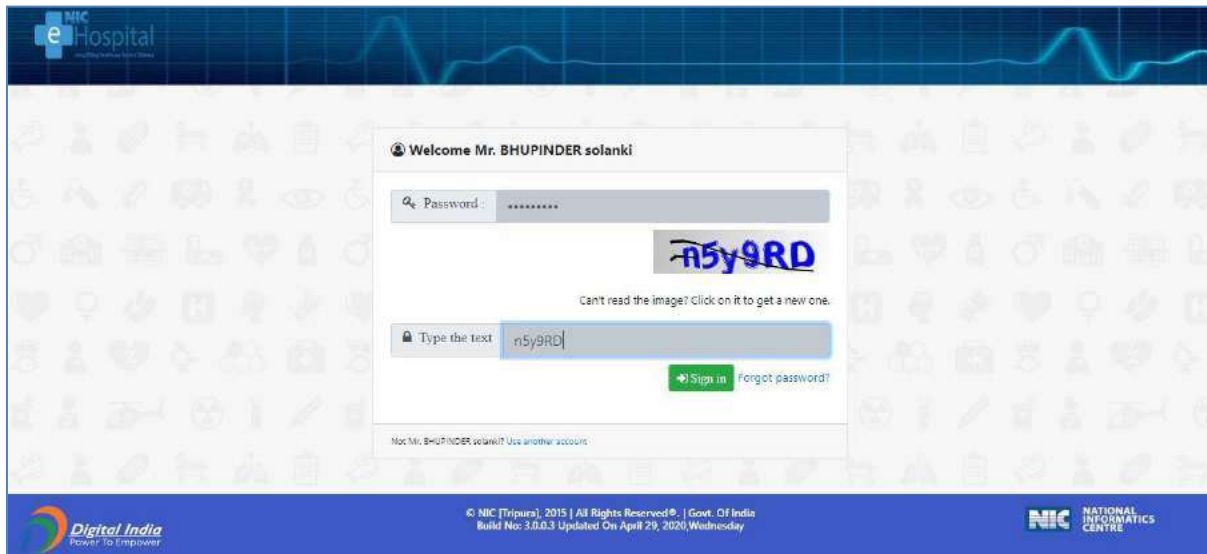 NIC
e Hospital
Welcome Mr. BHUPINDER solanki
Password : •••••••••
n5y9RD
Can't read the image? Click on it to get a new one.
Type the text n5y9RD
Sign in Forgot password?
Not Mr. BHUPINDER solanki? Use another account
Digital India
Power To Empower
© NIC [Tripura], 2015 | All Rights Reserved®. | Govt. Of India
Build No: 3.0.0.3 Updated On April 29, 2020,Wednesday
NIC NATIONAL
INFORMATICS
CENTRE